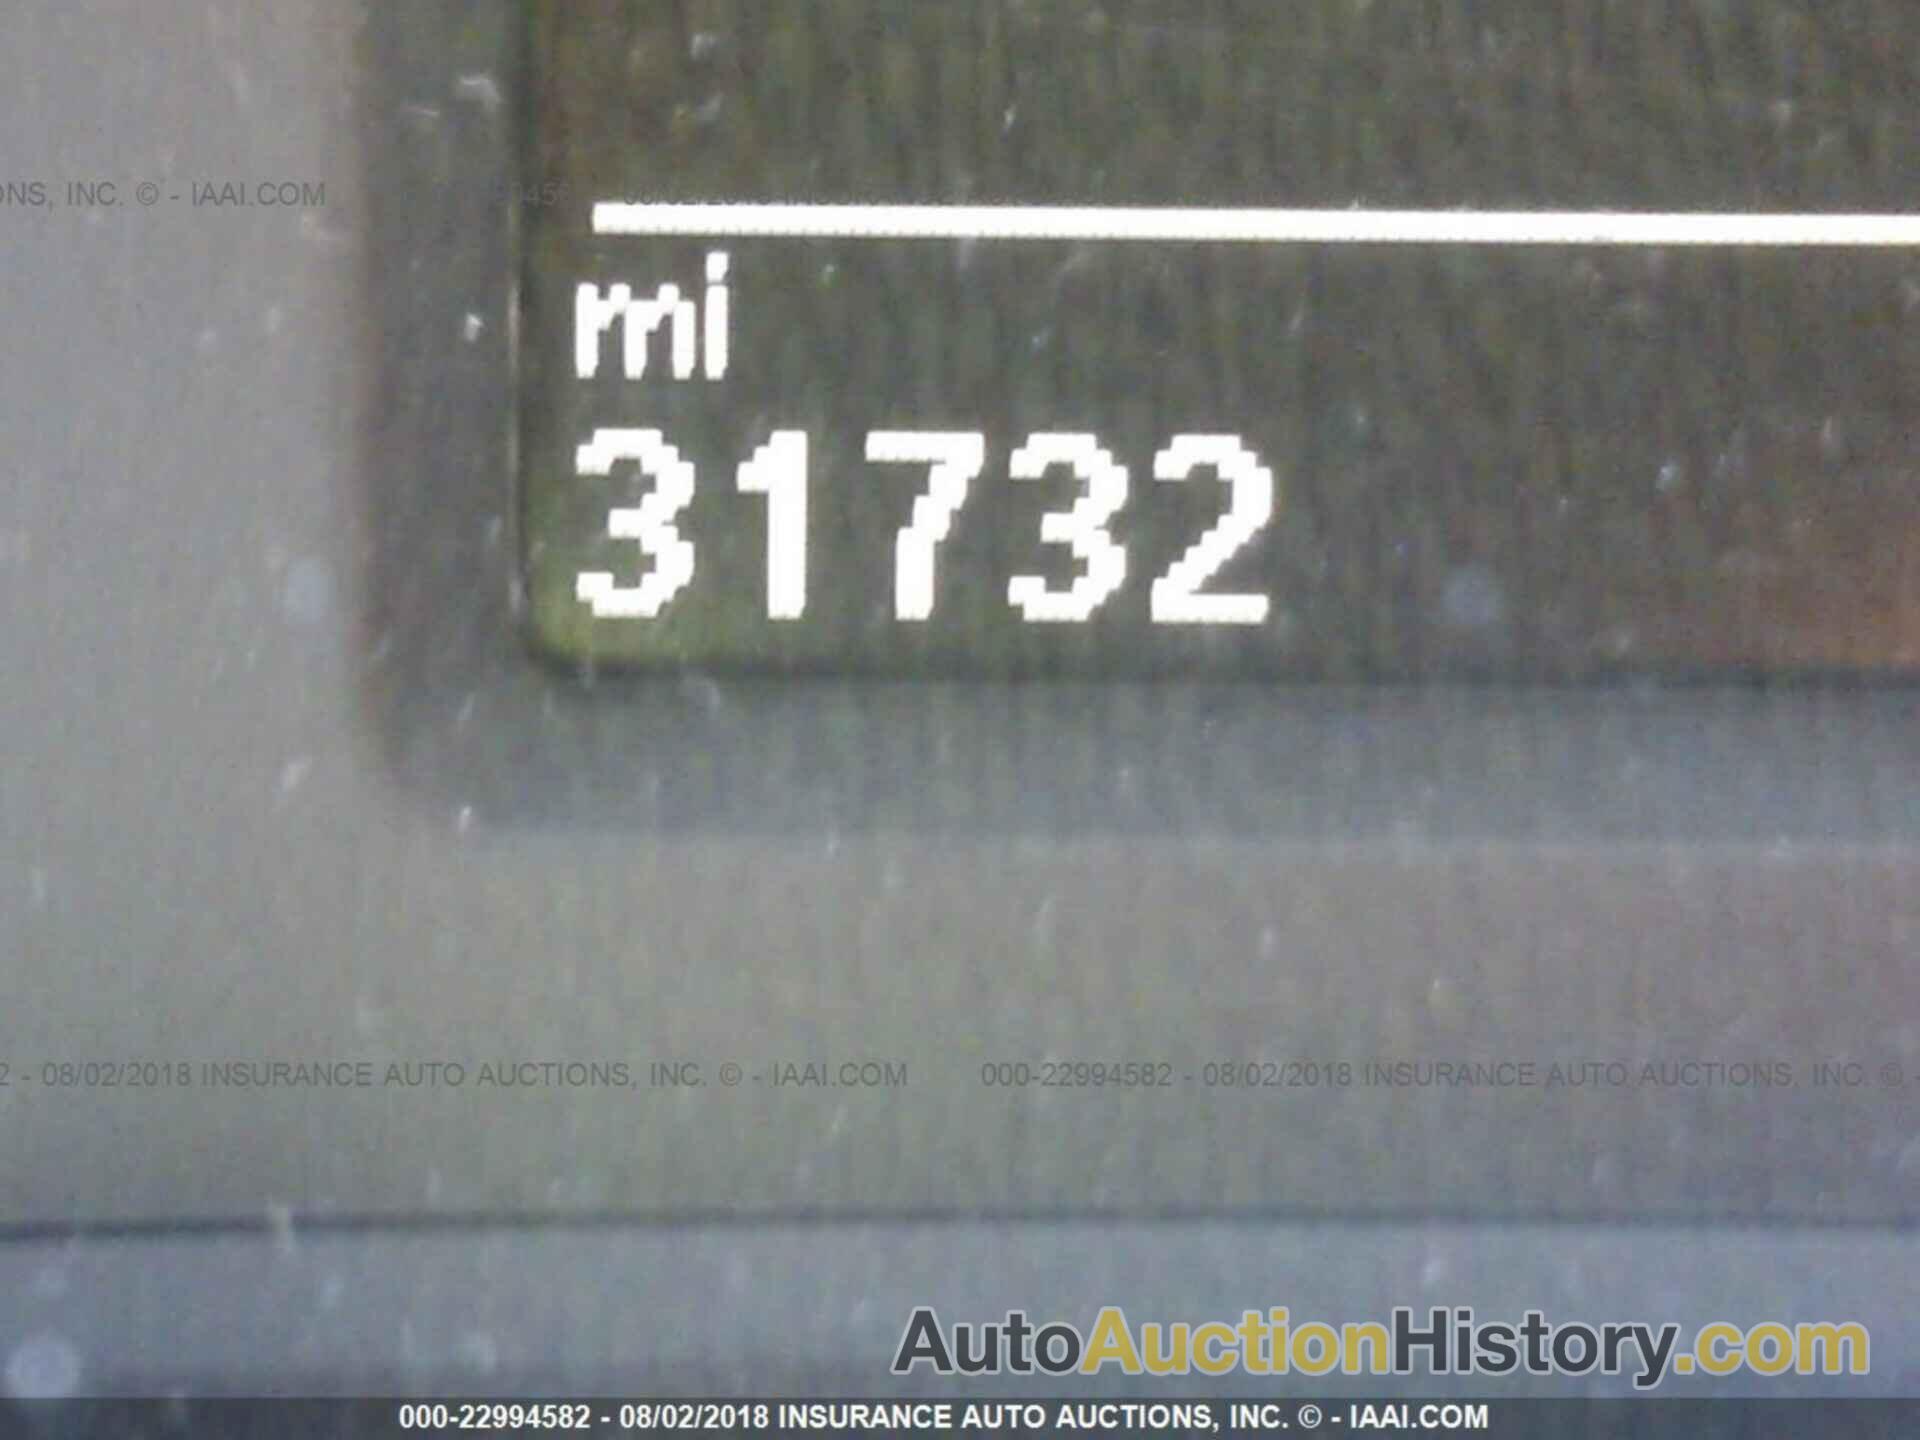 ONS, INC. © - IAAI.COM
mi
31732
2 - 08/02/2018 INSURANCE AUTO AUCTIONS, INC. © - IAAI.COM 000-22994582 - 08/02/2018 INSURANCE AUTO AUCTIONS, INC. © -
AutoAuctionHistory.com
000-22994582 - 08/02/2018 INSURANCE AUTO AUCTIONS, INC. © - IAAI.COM